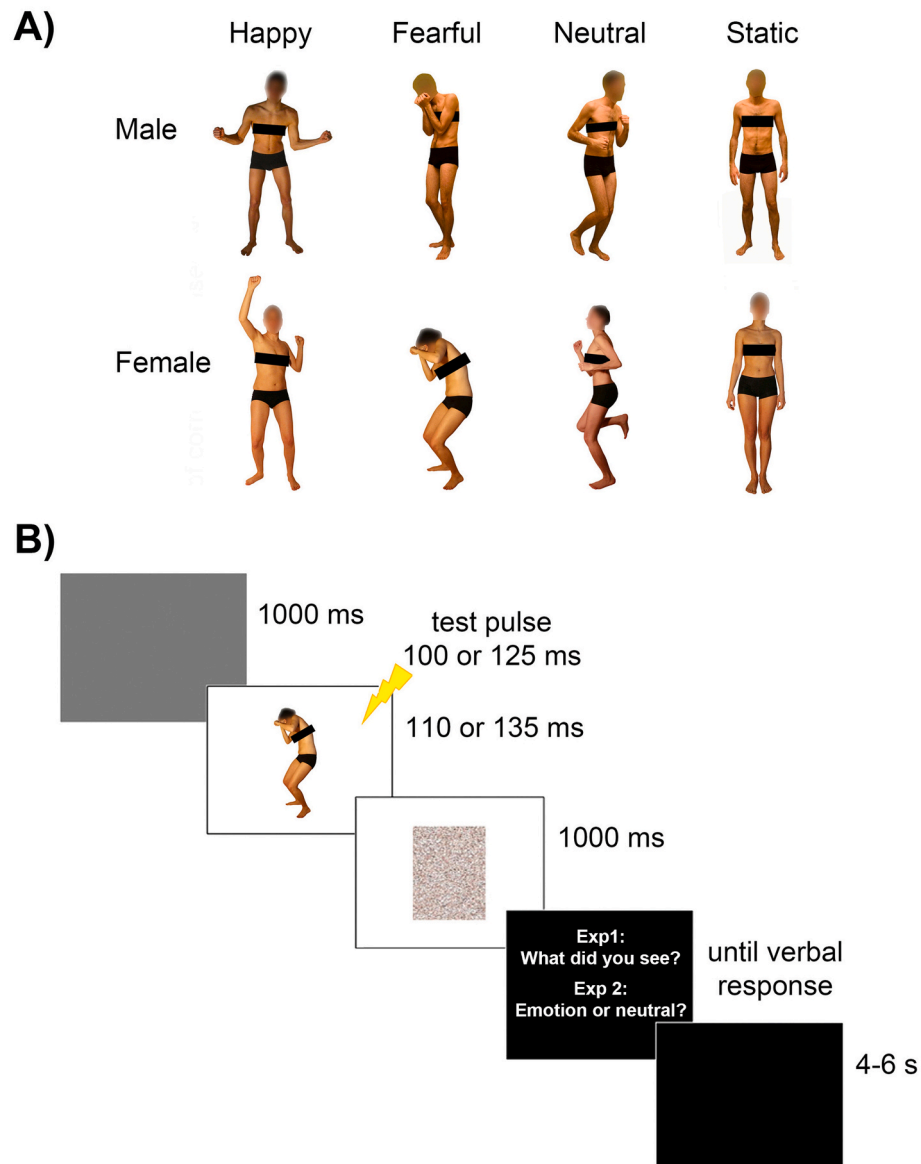 A)
Happy Fearful Neutral Static
Male
Female
B)
1000 ms
test pulse
100 or 125 ms
110 or 135 ms
1000 ms
Exp1:
What did you see?
Exp 2:
Emotion or neutral?
until verbal
response
4-6 s